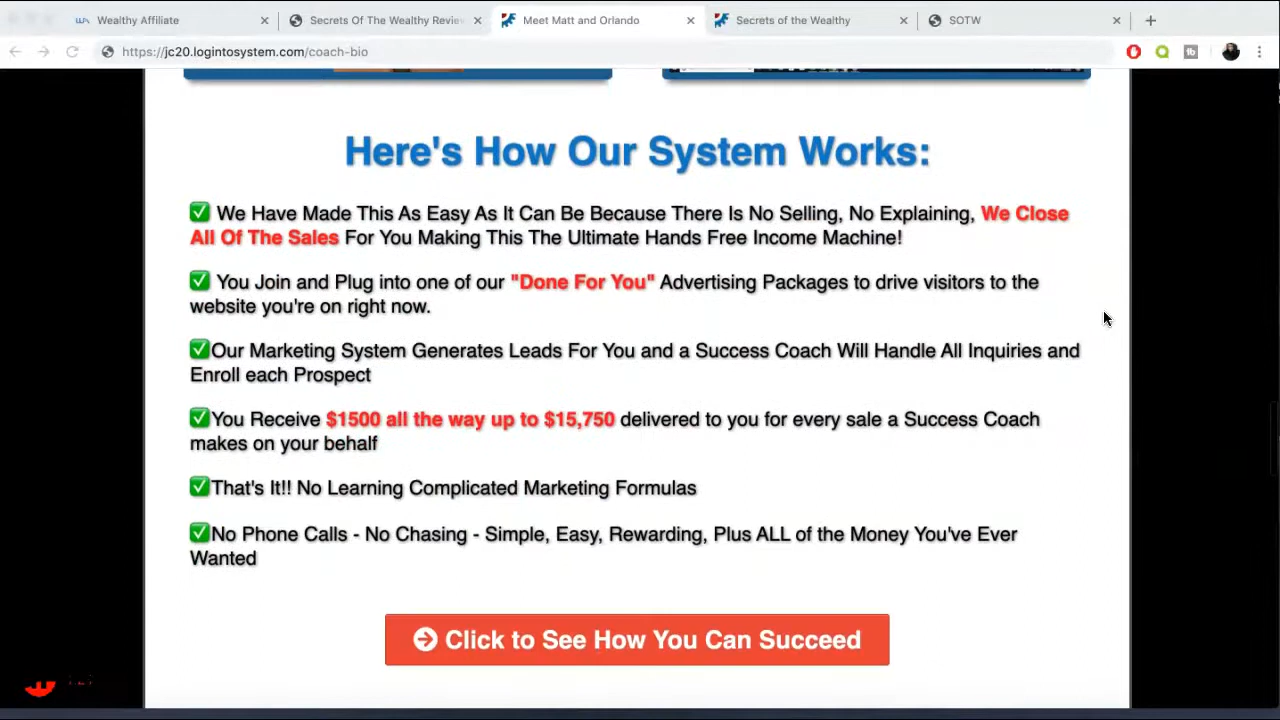 Wealthy Affiliate
Secrets Of The Wealthy Review
Meet Matt and Orlando
Secrets of the Wealthy
SOTW
https://jc20.logintosystem.com/coach-bio
Here's How Our System Works:
We Have Made This As Easy As It Can Be Because There Is No Selling, No Explaining, We Close
All Of The Sales For You Making This The Ultimate Hands Free Income Machine!
You Join and Plug into one of our "Done For You" Advertising Packages to drive visitors to the
website you're on right now.
Our Marketing System Generates Leads For You and a Success Coach Will Handle All Inquiries and
Enroll each Prospect
You Receive $1500 all the way up to $15,750 delivered to you for every sale a Success Coach
makes on your behalf
That's It!! No Learning Complicated Marketing Formulas
No Phone Calls - No Chasing - Simple, Easy, Rewarding, Plus ALL of the Money You've Ever
Wanted
Click to See How You Can Succeed